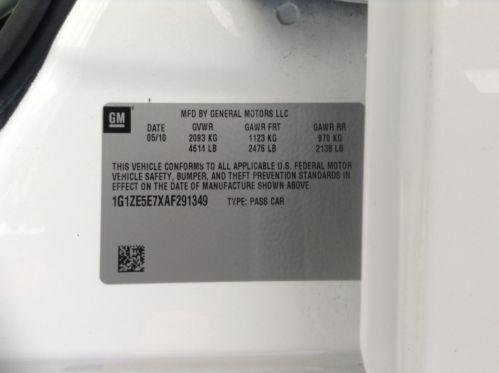 GM
MFD BY GENERAL MOTORS LLC
DATE GVWR GAWR FRT GAWR RR
05/10 2093 KG 1123 KG 970 KG
4614 LB 2476 LB 2138 LB
THIS VEHICLE CONFORMS TO ALL APPLICABLE U.S. FEDERAL MOTOR
VEHICLE SAFETY, BUMPER, AND THEFT PREVENTION STANDARDS IN
EFFECT ON THE DATE OF MANUFACTURE SHOWN ABOVE.
1G1ZE5E7XAF291349 TYPE: PASS CAR